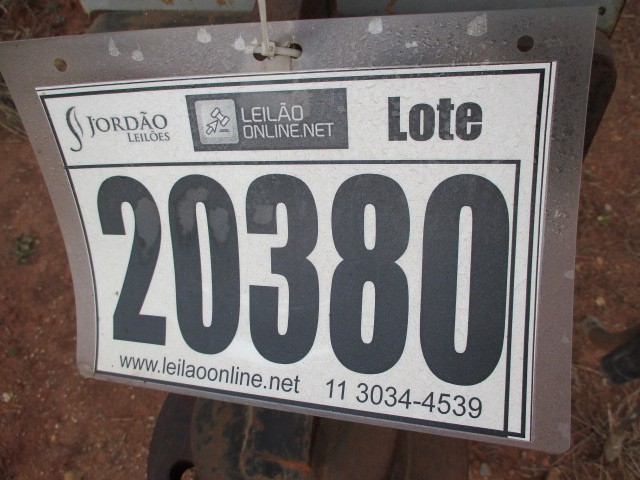 JORDÃO
LEILÕES
LEILÃO
ONLINE.NET
Lote
20380
www.leilaoonline.net 11 3034-4539